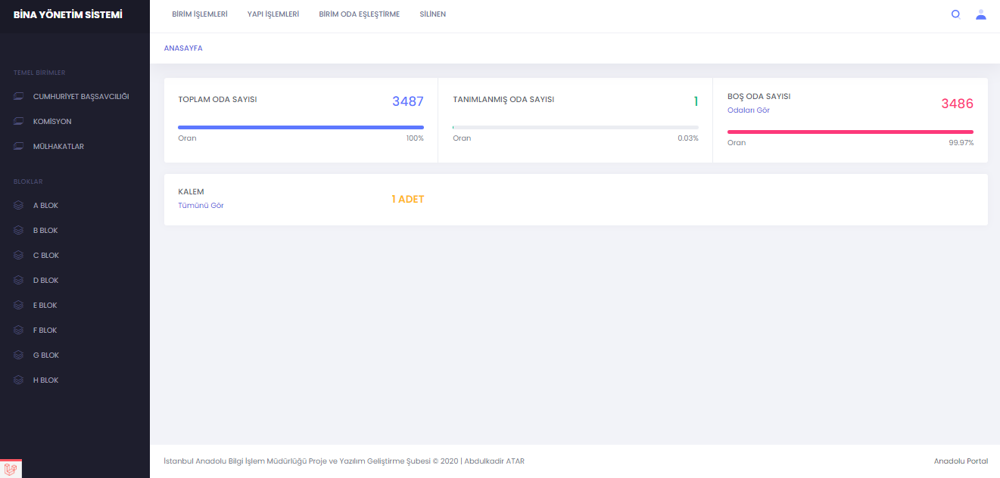 BİNA YÖNETİM SİSTEMİ
BİRİM İŞLEMLERİ
YAPI İŞLEMLERİ
BİRİM ODA EŞLEŞTİRME
SİLİNEN
ANASAYFA
TEMEL BİRİMLER
CUMHURİYET BAŞSAVCILIĞI
KOMİSYON
MÜLHAKATLAR
BLOKLAR
A BLOK
B BLOK
C BLOK
D BLOK
E BLOK
F BLOK
G BLOK
H BLOK
TOPLAM ODA SAYISI
3487
Oran
100%
TANIMLANMIŞ ODA SAYISI
1
Oran
0.03%
BOŞ ODA SAYISI
Odaları Gör
3486
Oran
99.97%
KALEM
Tümünü Gör
1 ADET
İstanbul Anadolu Bilgi İşlem Müdürlüğü Proje ve Yazılım Geliştirme Şubesi © 2020 | Abdulkadir ATAR
Anadolu Portal